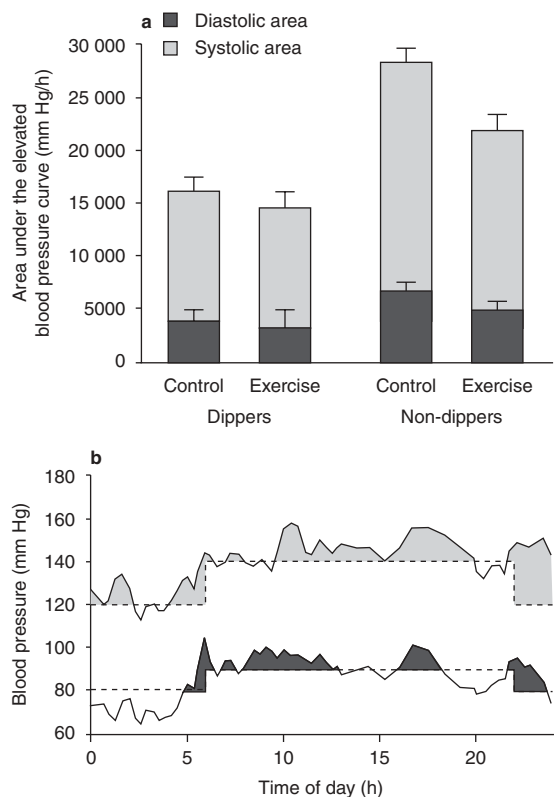 a Diastolic area
Systolic area
30 000
25 000
20 000
15 000
10 000
5000
0
Area under the elevated
blood pressure curve (mm Hg/h)
Control Exercise Control Exercise
Dippers Non-dippers
b
180
160
140
120
100
80
60
Blood pressure (mm Hg)
0 5 10 15 20
Time of day (h)